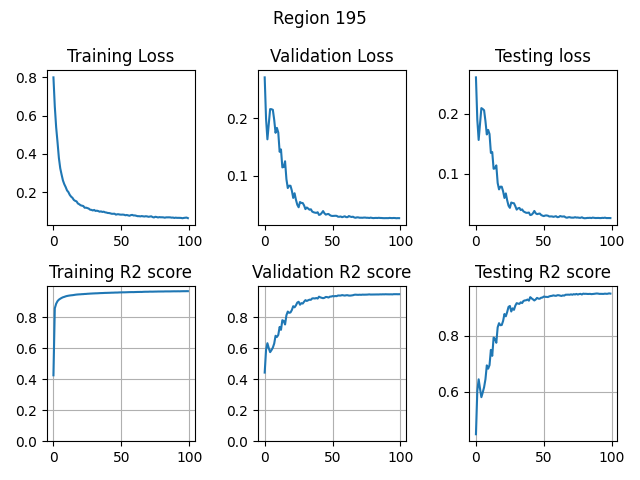 Region 195
Training Loss
Validation Loss
Testing loss
0.8
0.6
0.4
0.2
0 50 100
0.2
0.1
0 50 100
0.2
0.1
0 50 100
Training R2 score
Validation R2 score
Testing R2 score
0.8
0.6
0.4
0.2
0.0
0 50 100
0.8
0.6
0.4
0.2
0.0
0 50 100
0.8
0.6
0 50 100